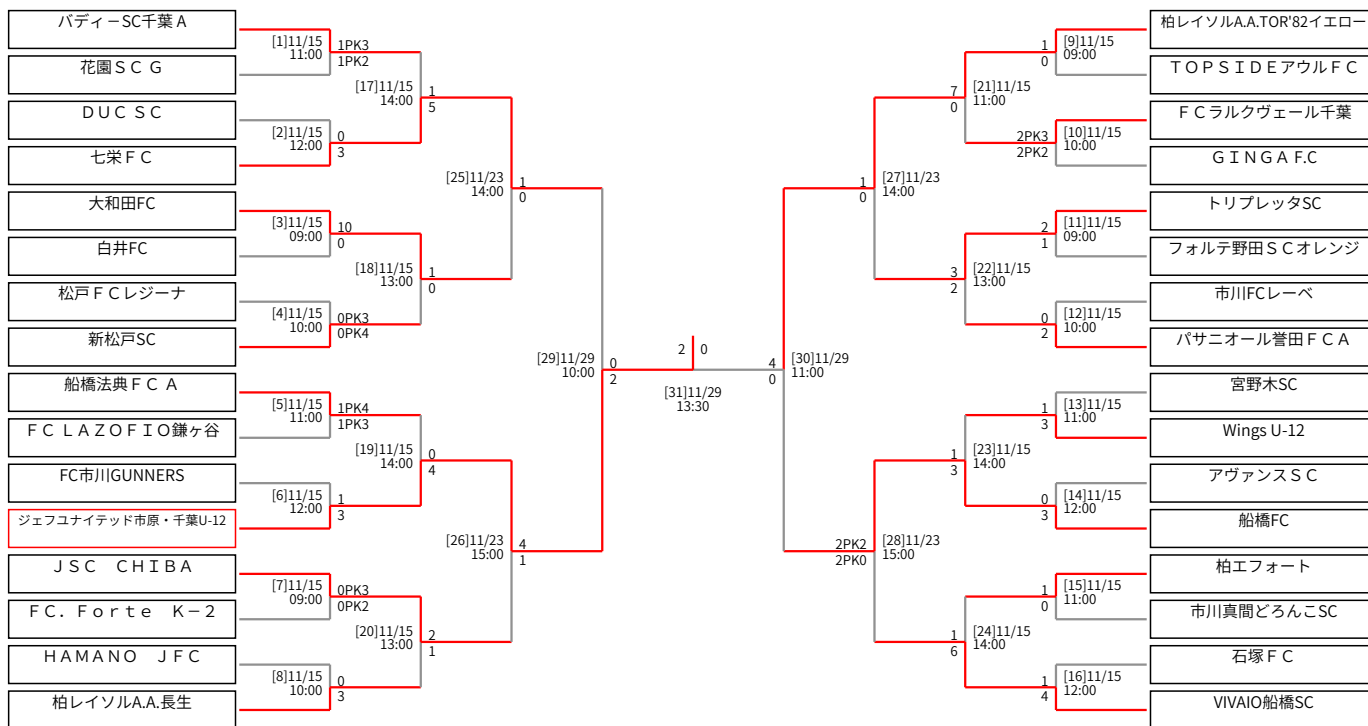 バディーSC千葉 A
花園ＳＣ Ｇ
ＤＵＣ ＳＣ
七栄ＦＣ
大和田FC
白井FC
松戸ＦＣレジーナ
新松戸SC
船橋法典ＦＣ Ａ
ＦＣ ＬＡＺＯＦＩＯ鎌ヶ谷
FC市川GUNNERS
ジェフユナイテッド市原・千葉U-12
ＪＳＣ　ＣＨＩＢＡ
ＦＣ．Ｆｏｒｔｅ　Ｋ－２
ＨＡＭＡＮＯ　ＪＦＣ
柏レイソルA.A.長生
[1]11/15
11:00
1PK3
1PK2
[2]11/15
12:00
0
3
[3]11/15
09:00
10
0
[4]11/15
10:00
0PK3
0PK4
[5]11/15
11:00
1PK4
1PK3
[6]11/15
12:00
1
3
[7]11/15
09:00
0PK3
0PK2
[8]11/15
10:00
0
3
[17]11/15
14:00
1
5
[18]11/15
13:00
1
0
[19]11/15
14:00
0
4
[20]11/15
13:00
2
1
[25]11/23
14:00
1
0
[26]11/23
15:00
4
1
[29]11/29
10:00
0
2
2
0
[31]11/29
13:30
4
0
[30]11/29
11:00
1
0
[27]11/23
14:00
2PK2
2PK0
[28]11/23
15:00
7
0
[21]11/15
11:00
3
2
[22]11/15
13:00
1
3
[23]11/15
14:00
1
6
[24]11/15
14:00
1
0
[9]11/15
09:00
2PK3
2PK2
[10]11/15
10:00
2
1
[11]11/15
09:00
0
2
[12]11/15
10:00
1
3
[13]11/15
11:00
0
3
[14]11/15
12:00
1
0
[15]11/15
11:00
1
4
[16]11/15
12:00
柏レイソルA.A.TOR'82イエロー
ＴＯＰＳＩＤＥアウルＦＣ
ＦＣラルクヴェール千葉
ＧＩＮＧＡ F.C
トリプレッタSC
フォルテ野田ＳＣオレンジ
市川FCレーベ
パサニオール誉田ＦＣＡ
宮野木SC
Wings U-12
アヴァンスＳＣ
船橋FC
柏エフォート
市川真間どろんこSC
石塚ＦＣ
VIVAIO船橋SC